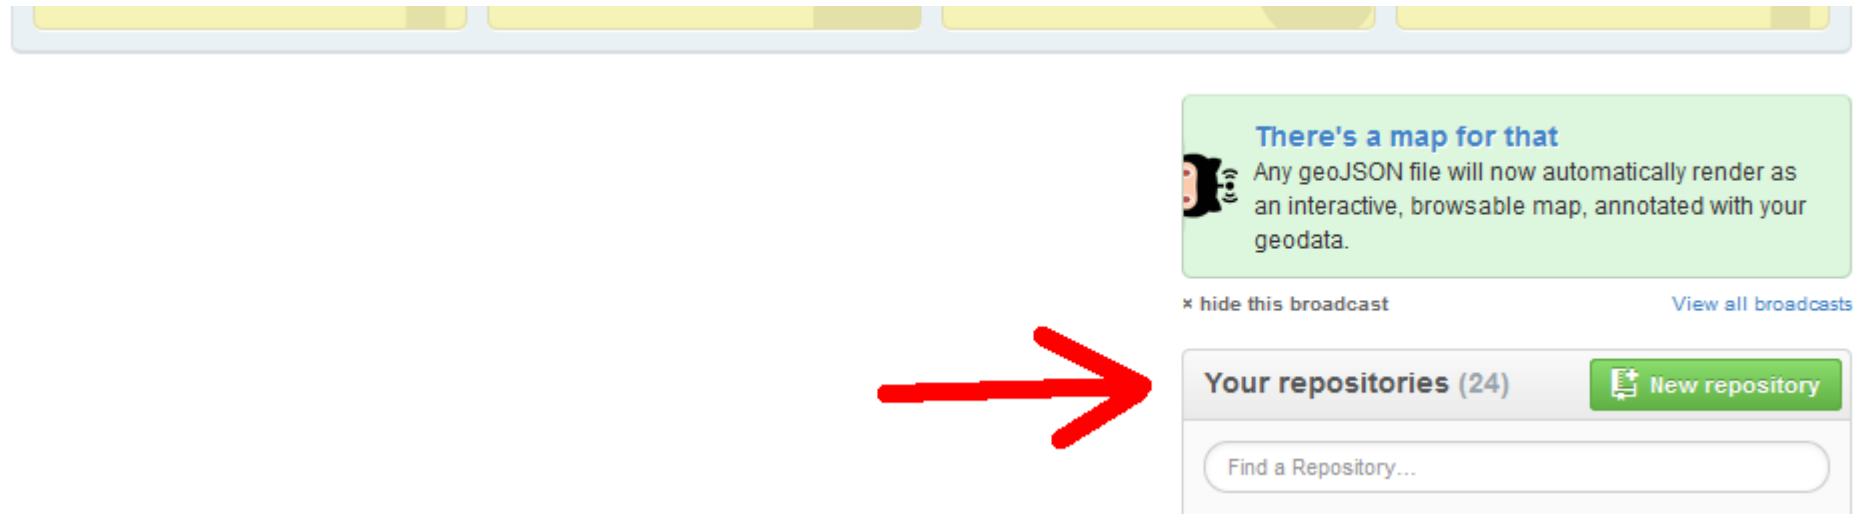 There's a map for that
Any geoJSON file will now automatically render as
an interactive, browsable map, annotated with your
geodata.
× hide this broadcast View all broadcasts
Your repositories (24) New repository
Find a Repository...